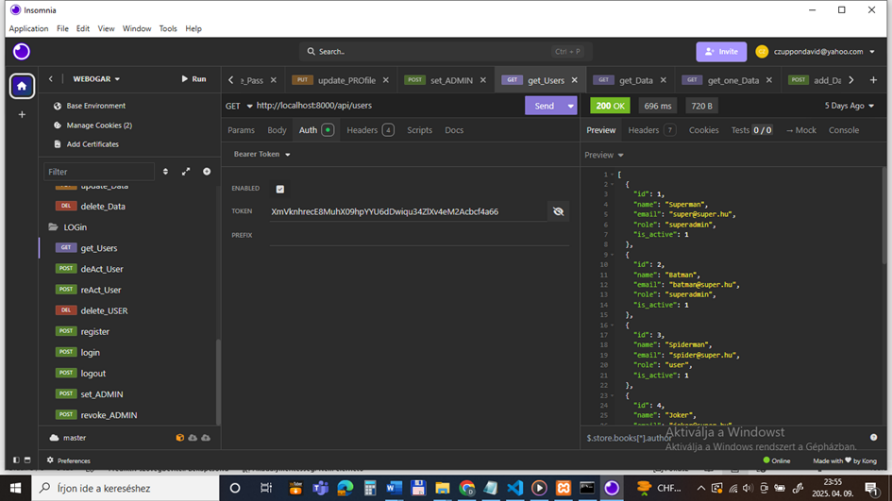 Insomnia
Application File Edit View Window Tools Help
Search.. Ctrl + P
Invite
czuppondavid@yahoo.com
WEBOGAR
Run
e_Pass
PUT update_PROfile
POST set_ADMIN
GET get_Users
GET get_Data
GET get_one_Data
POST add_Da
Base Environment
Manage Cookies (2)
Add Certificates
Filter
update_Data
DEL delete_Data
LOGin
GET get_Users
POST deAct_User
POST reAct_User
DEL delete_USER
POST register
POST login
POST logout
POST set_ADMIN
POST revoke_ADMIN
master
Preferences
GET http://localhost:8000/api/users
Send
Params Body Auth Headers 4 Scripts Docs
Bearer Token
ENABLED
TOKEN XmVknhrecE8MuhX09hpYYU6dDwiqu34ZlXv4eM2Acbcf4a66
PREFIX
200 OK 696 ms 720 B 5 Days Ago
Preview Headers 7 Cookies Tests 0 / 0 → Mock Console
Preview
1 [
2 {
3 "id": 1,
4 "name": "Superman",
5 "email": "super@super.hu",
6 "role": "superadmin",
7 "is_active": 1
8 },
9 {
10 "id": 2,
11 "name": "Batman",
12 "email": "batman@super.hu",
13 "role": "superadmin",
14 "is_active": 1
15 },
16 {
17 "id": 3,
18 "name": "Spiderman",
19 "email": "spider@super.hu",
20 "role": "user",
21 "is_active": 1
22 },
23 {
24 "id": 4,
25 "name": "Joker",
$.store.books[*].author
Aktiválja a Windowst
Aktiválja a Windows rendszert a Gépházban.
Online
Made with by Kong
Írjon ide a kereséshez
CHF...
23:55
2025. 04. 09.